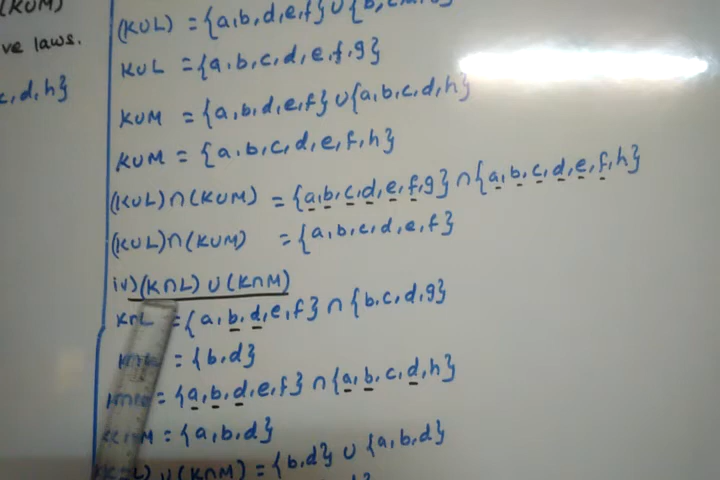 (KUM)
ve laws.
c,d,h}
(KUL) = {a,b,d,e,f} ∪ {b,c
KUL = {a,b,c,d,e,f,g}
KUM = {a,b,d,e,f} ∪ {a,b,c,d,h}
KUM = {a,b,c,d,e,f,h}
(KUL)∩(KUM) = {a,b,c,d,e,f,g} ∩ {a,b,c,d,e,f,h}
(KUL)∩(KUM) = {a,b,c,d,e,f}
iv)(K∩L) ∪ (K∩M)
K∩L = {a,b,d,e,f} ∩ {b,c,d,g}
= {b,d}
= {a,b,d,e,f} ∩ {a,b,c,d,h}
M = {a,b,d}
∪(K∩M) = {b,d} ∪ {a,b,d}